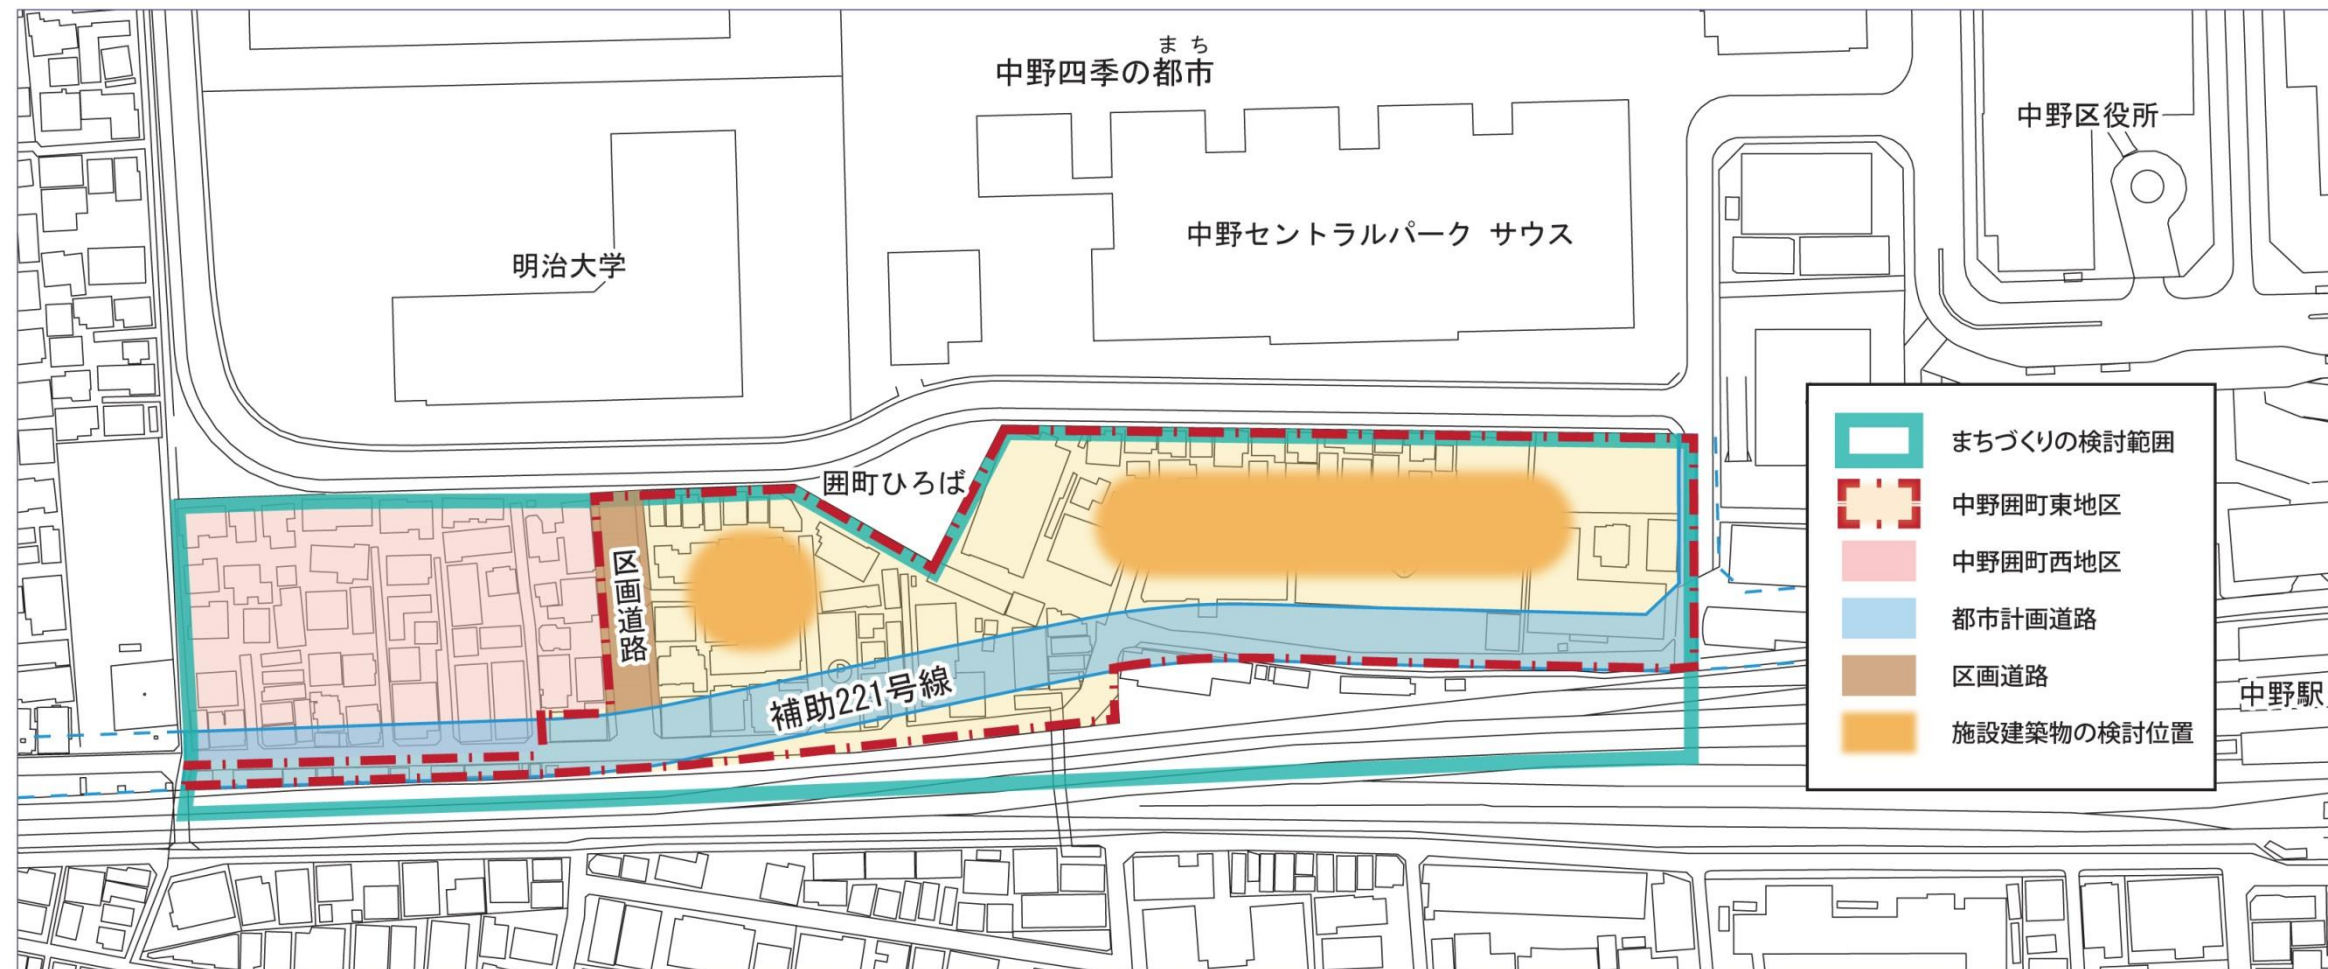 まち
中野四季の都市
中野区役所
中野セントラルパーク サウス
明治大学
囲町ひろば
区画道路
補助221号線
中野駅
まちづくりの検討範囲
中野囲町東地区
中野囲町西地区
都市計画道路
区画道路
施設建築物の検討位置
P